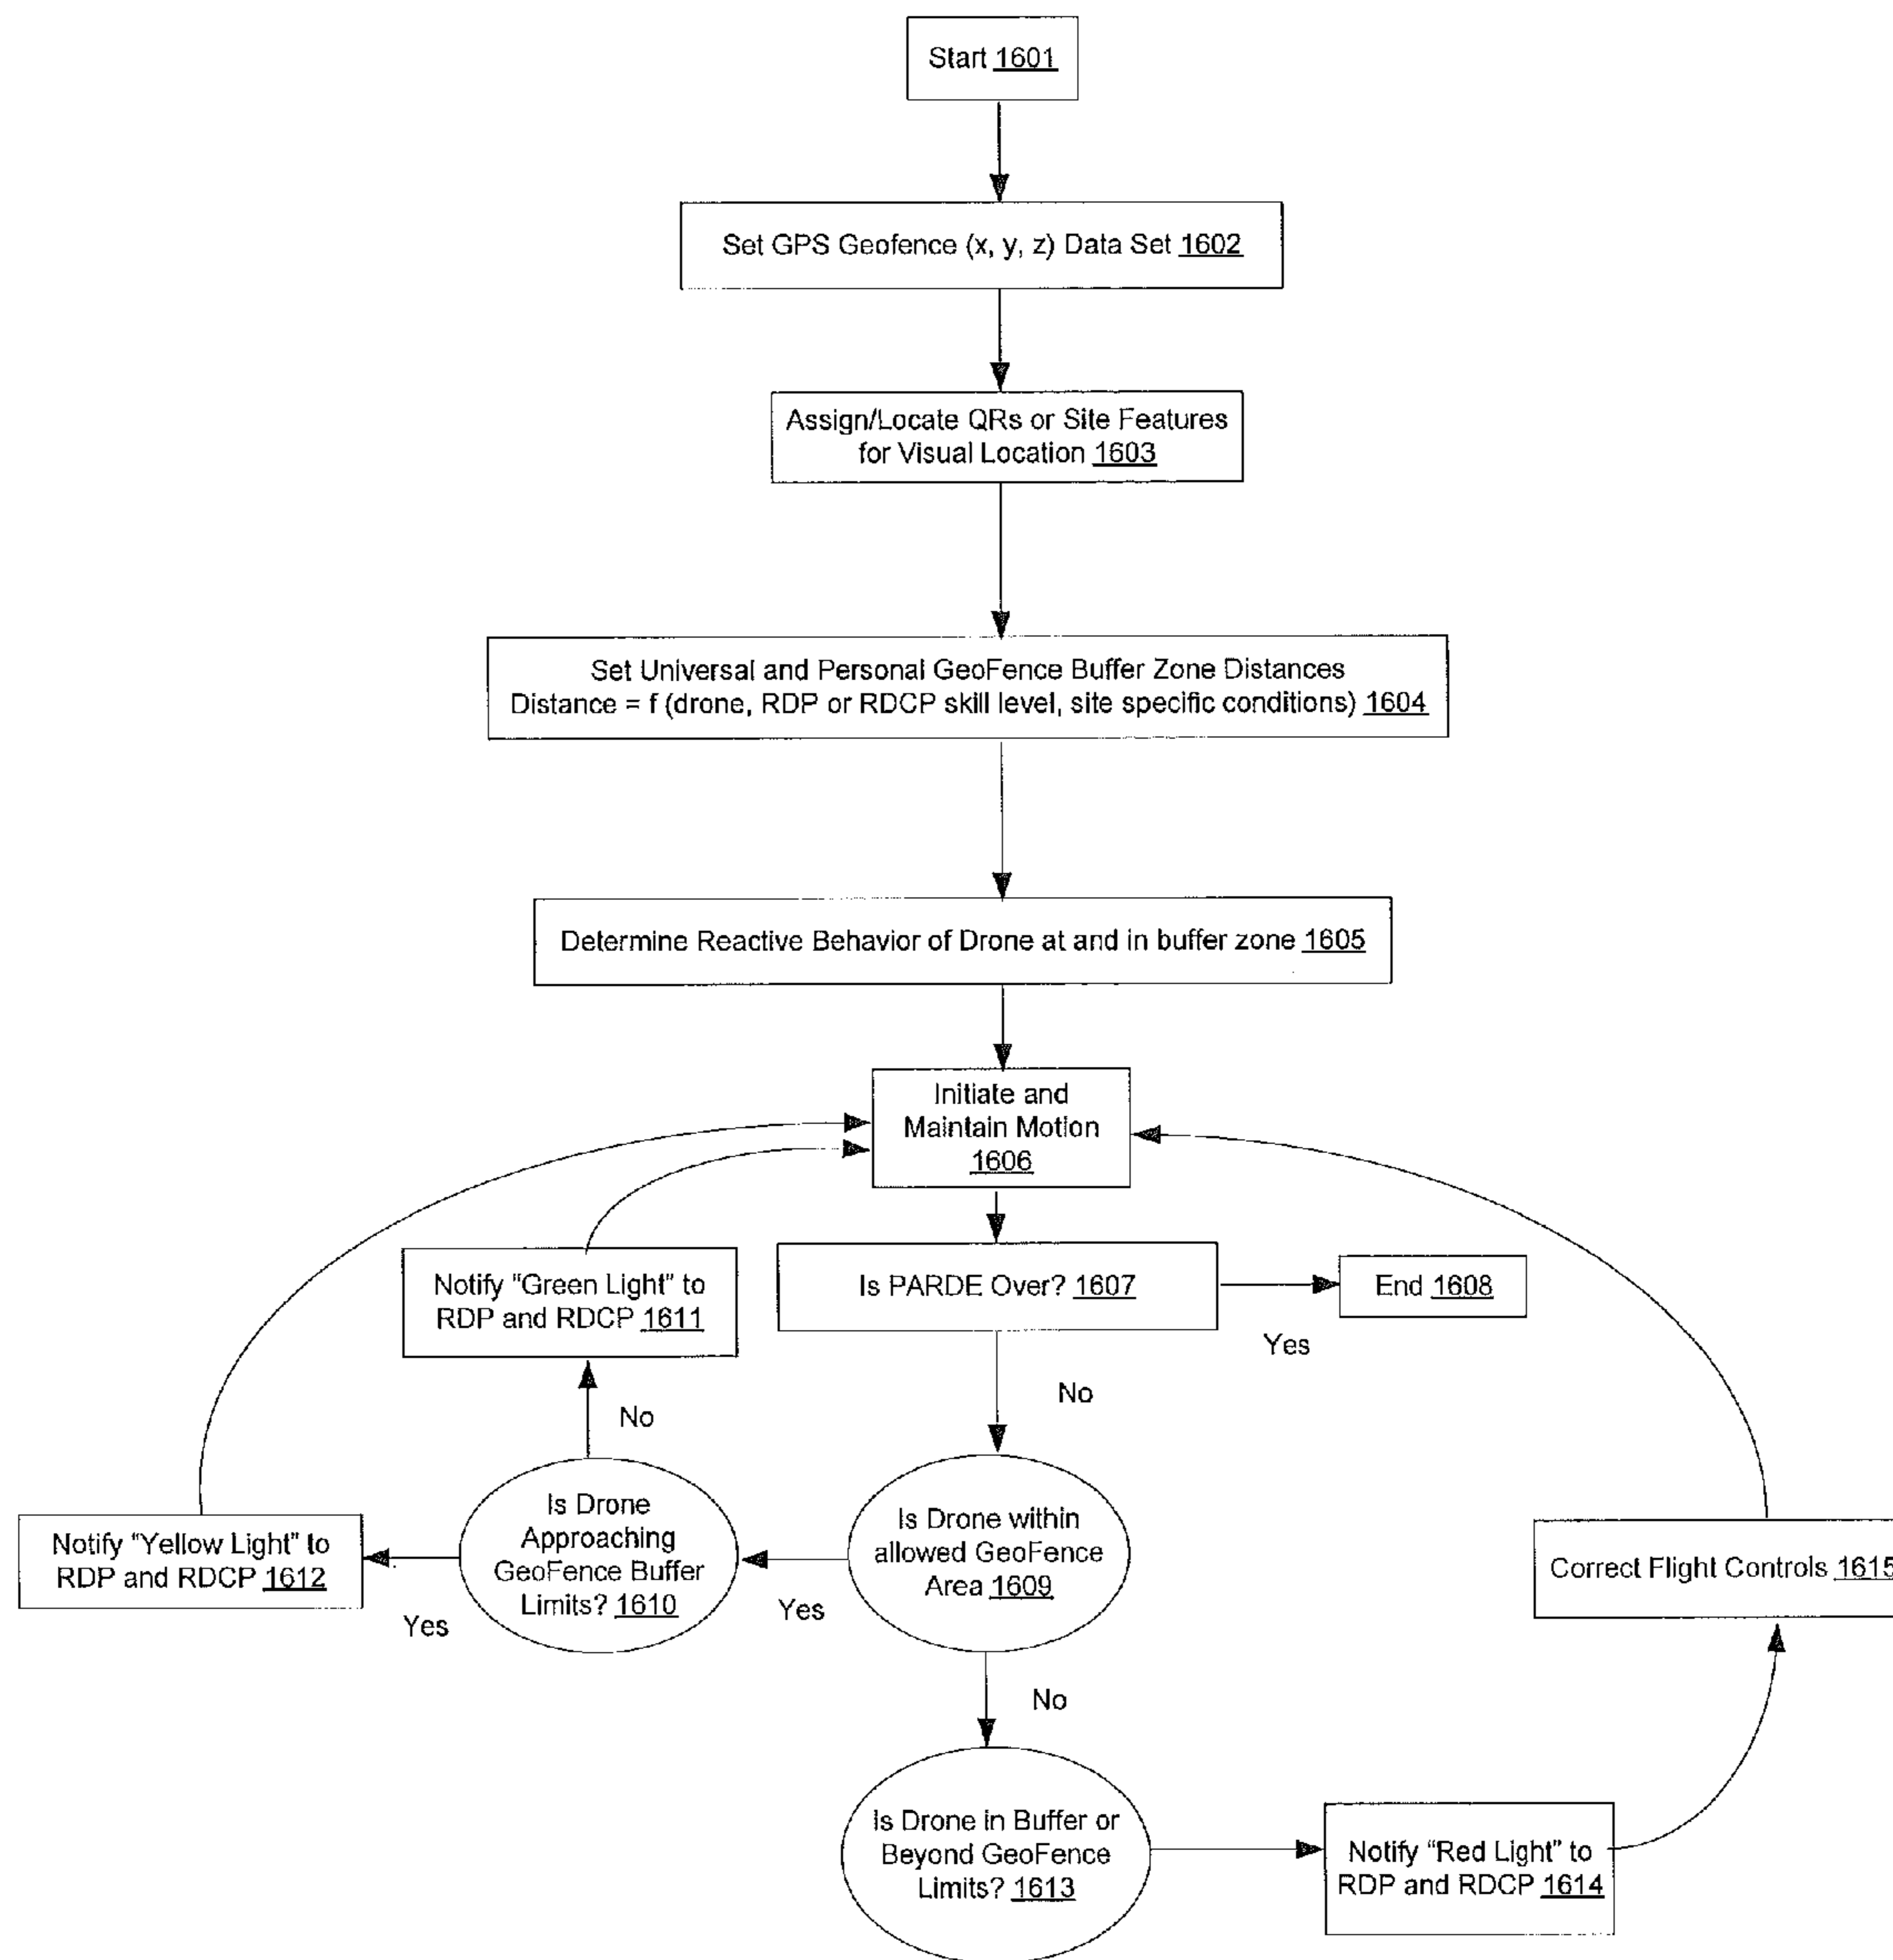 Start 1601
Set GPS Geofence (x, y, z) Data Set 1602
Assign/Locate QRs or Site Features
for Visual Location 1603
Set Universal and Personal GeoFence Buffer Zone Distances
Distance = f (drone, RDP or RDCP skill level, site specific conditions) 1604
Determine Reactive Behavior of Drone at and in buffer zone 1605
Initiate and
Maintain Motion
1606
Notify "Green Light" to
RDP and RDCP 1611
Is PARDE Over? 1607
End 1608
Yes
No
No
Notify "Yellow Light" to
RDP and RDCP 1612
Yes
Is Drone
Approaching
GeoFence Buffer
Limits? 1610
Yes
Is Drone within
allowed GeoFence
Area 1609
Correct Flight Controls 1615
No
Is Drone in Buffer or
Beyond GeoFence
Limits? 1613
Notify "Red Light" to
RDP and RDCP 1614